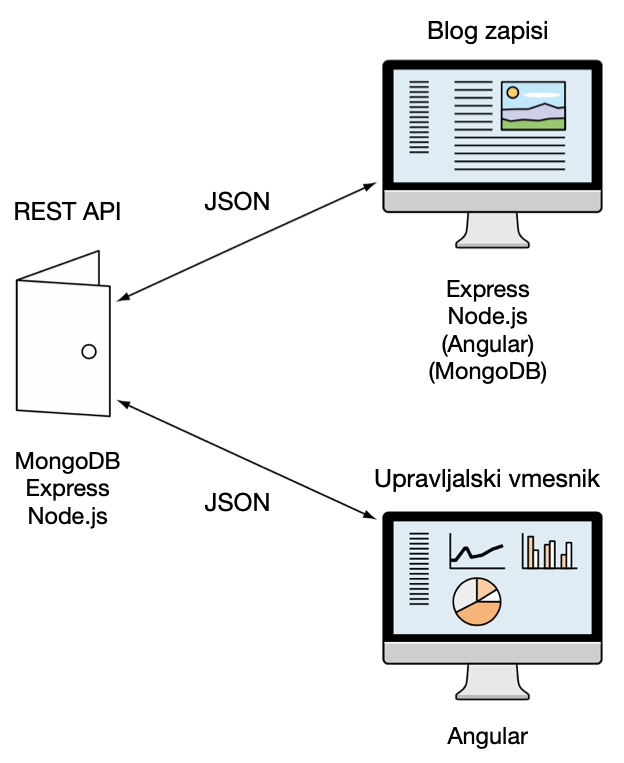 Blog zapisi
JSON
REST API
Express
Node.js
(Angular)
(MongoDB)
MongoDB
Express
Node.js
JSON
Upravljalski vmesnik
Angular